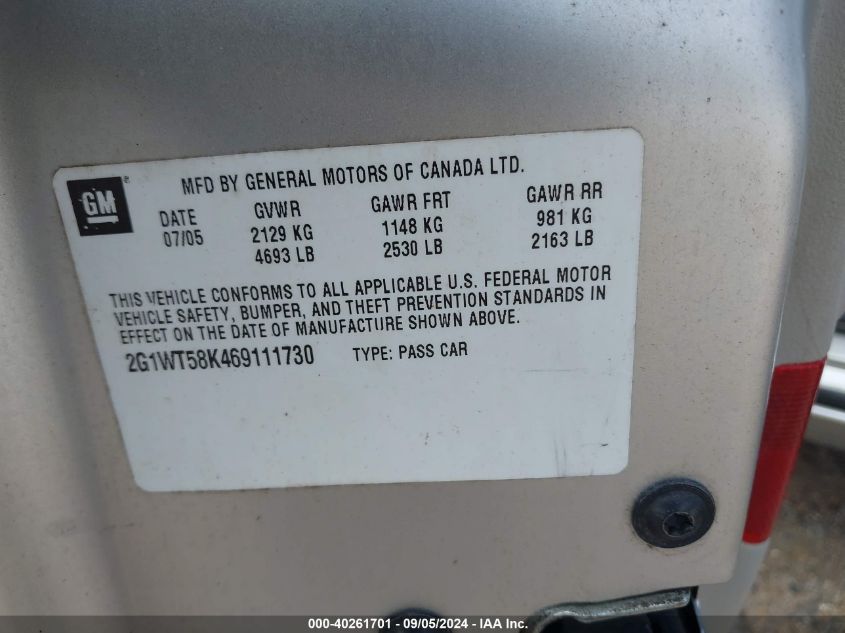 GM
®
MFD BY GENERAL MOTORS OF CANADA LTD.
DATE GVWR GAWR FRT GAWR RR
07/05 2129 KG 1148 KG 981 KG
4693 LB 2530 LB 2163 LB
THIS VEHICLE CONFORMS TO ALL APPLICABLE U.S. FEDERAL MOTOR
VEHICLE SAFETY, BUMPER, AND THEFT PREVENTION STANDARDS IN
EFFECT ON THE DATE OF MANUFACTURE SHOWN ABOVE.
2G1WT58K469111730 TYPE: PASS CAR
000-40261701 - 09/05/2024 - IAA Inc.